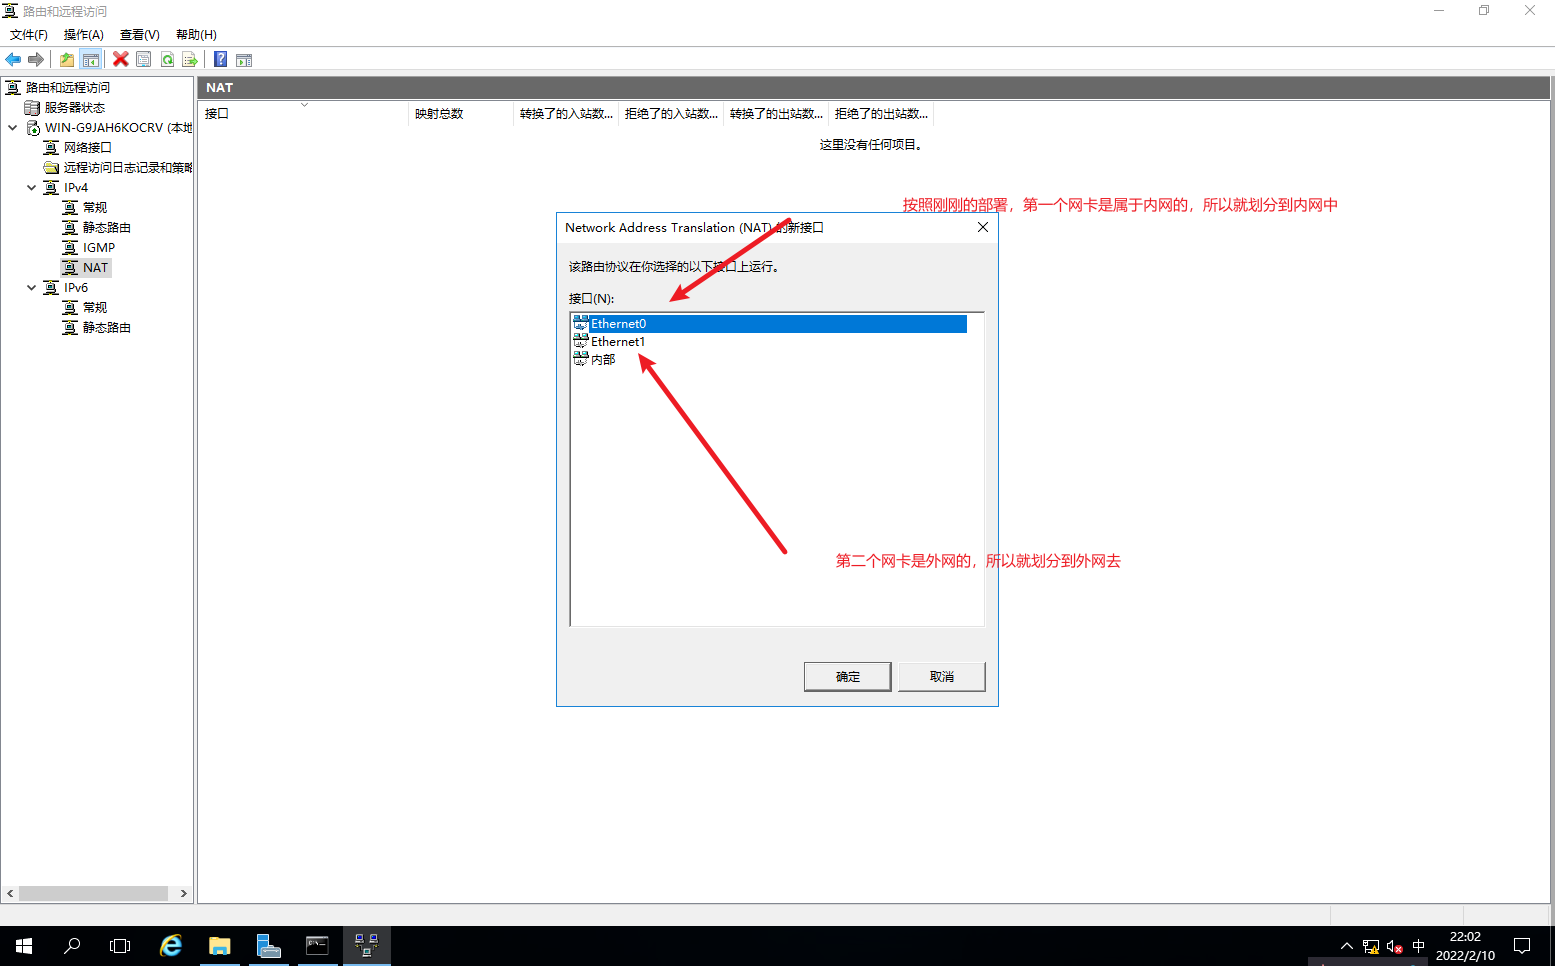 路由和远程访问
文件(F) 操作(A) 查看(V) 帮助(H)
路由和远程访问
服务器状态
WIN-G9JAH6KOCRV (本地
网络接口
远程访问日志记录和策略
IPv4
常规
静态路由
IGMP
NAT
IPv6
常规
静态路由
NAT
接口 映射总数 转换了的入站数... 拒绝了的入站数... 转换了的出站数... 拒绝了的出站数...
这里没有任何项目。
按照刚刚的部署，第一个网卡是属于内网的，所以就划分到内网中
Network Address Translation (NAT) 的新接口
该路由协议在你选择的以下接口上运行。
接口(N):
Ethernet0
Ethernet1
内部
第二个网卡是外网的，所以就划分到外网去
确定 取消
中
22:02
2022/2/10